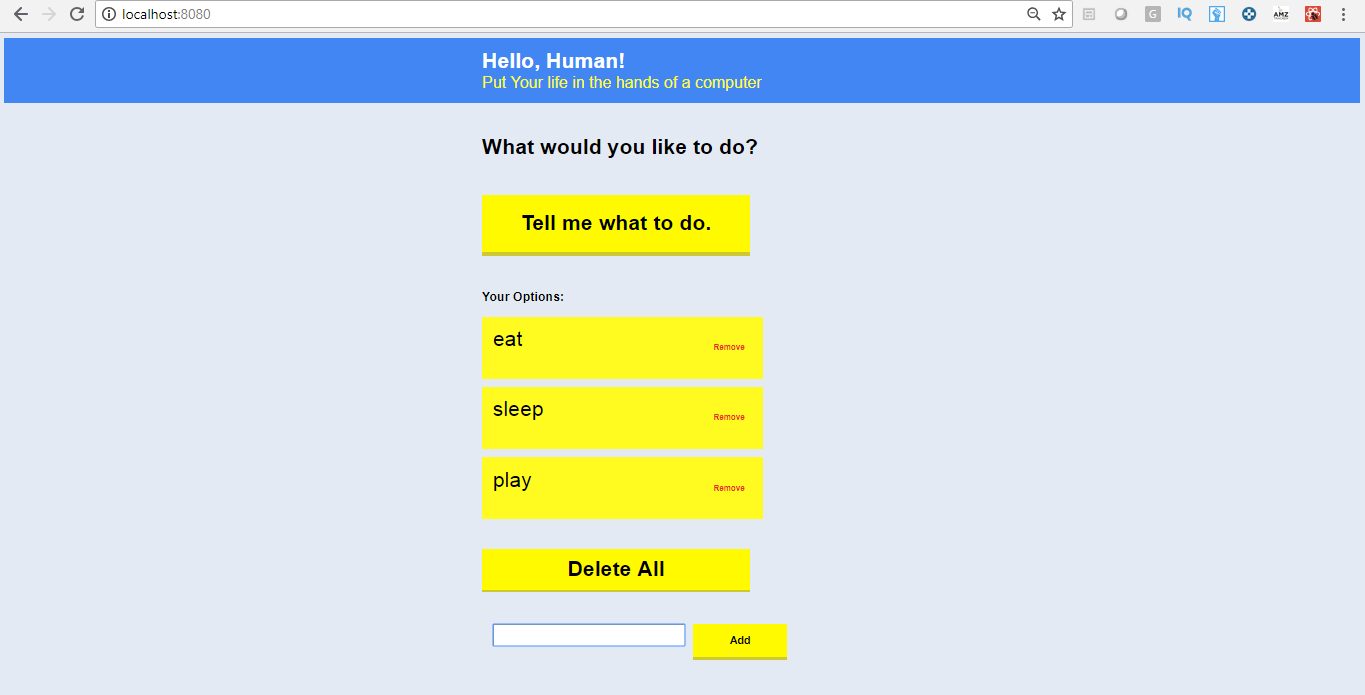 localhost:8080
G
IQ
AMZ
Hello, Human!
Put Your life in the hands of a computer
What would you like to do?
Tell me what to do.
Your Options:
eat
Remove
sleep
Remove
play
Remove
Delete All
Add